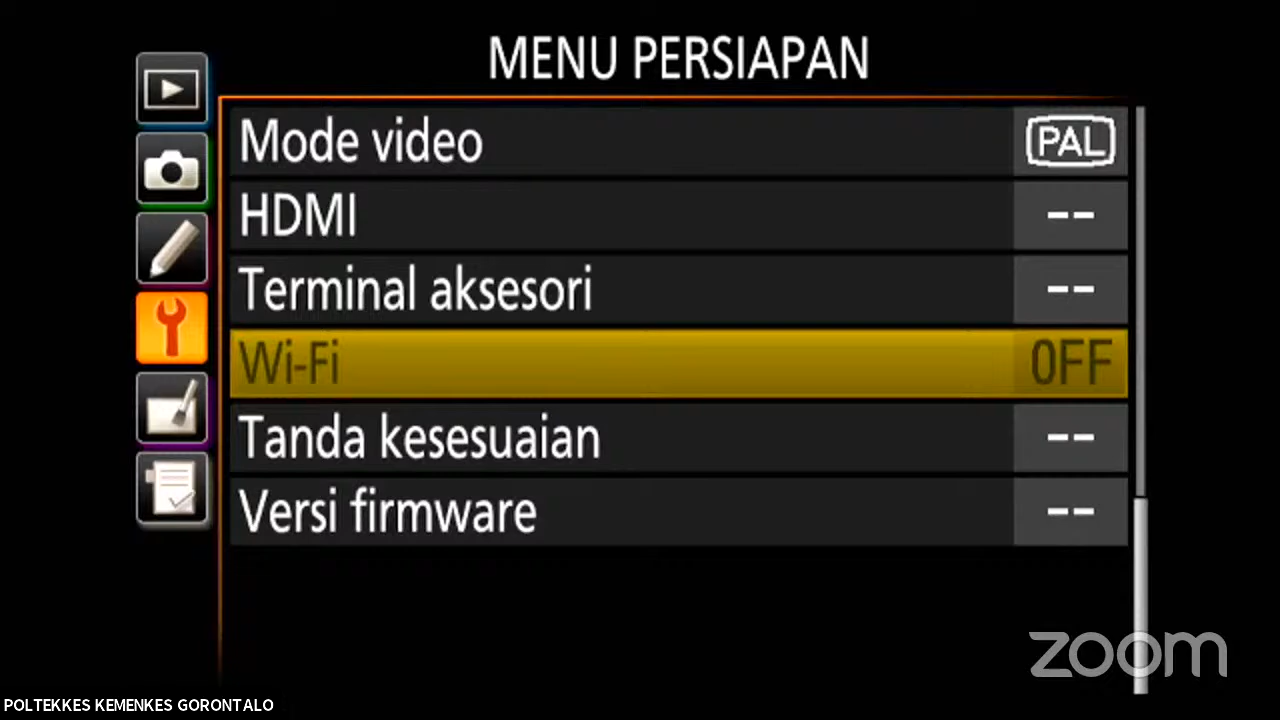 MENU PERSIAPAN
Mode video PAL
HDMI --
Terminal aksesori --
Wi-Fi OFF
Tanda kesesuaian --
Versi firmware --
zoom
POLTEKKES KEMENKES GORONTALO